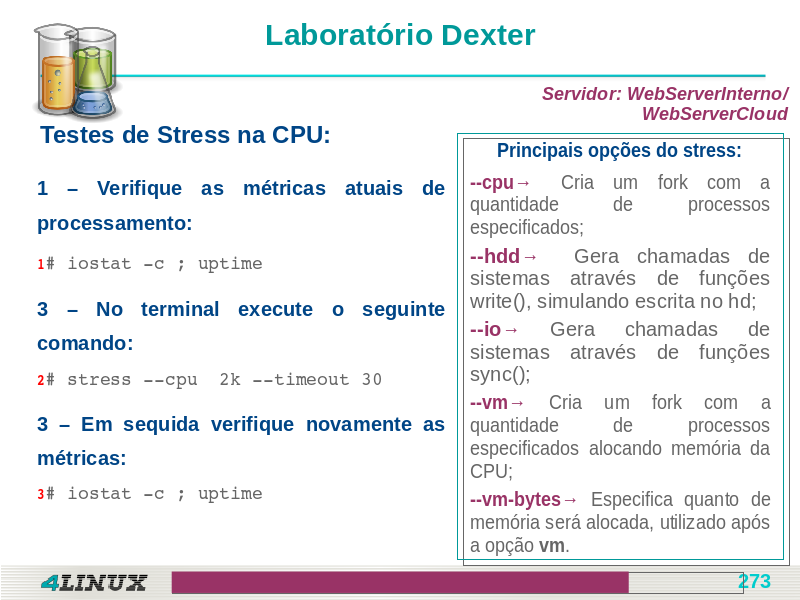 Laboratório Dexter
Servidor: WebServerInterno/
WebServerCloud
Testes de Stress na CPU:
1 – Verifique as métricas atuais de
processamento:
1# iostat -c ; uptime
3 – No terminal execute o seguinte
comando:
2# stress --cpu 2k --timeout 30
3 – Em sequida verifique novamente as
métricas:
3# iostat -c ; uptime
Principais opções do stress:
--cpu→ Cria um fork com a
quantidade de processos
especificados;
--hdd→ Gera chamadas de
sistemas através de funções
write(), simulando escrita no hd;
--io→ Gera chamadas de
sistemas através de funções
sync();
--vm→ Cria um fork com a
quantidade de processos
especificados alocando memória da
CPU;
--vm-bytes→ Especifica quanto de
memória será alocada, utilizado após
a opção vm.
4LINUX
273